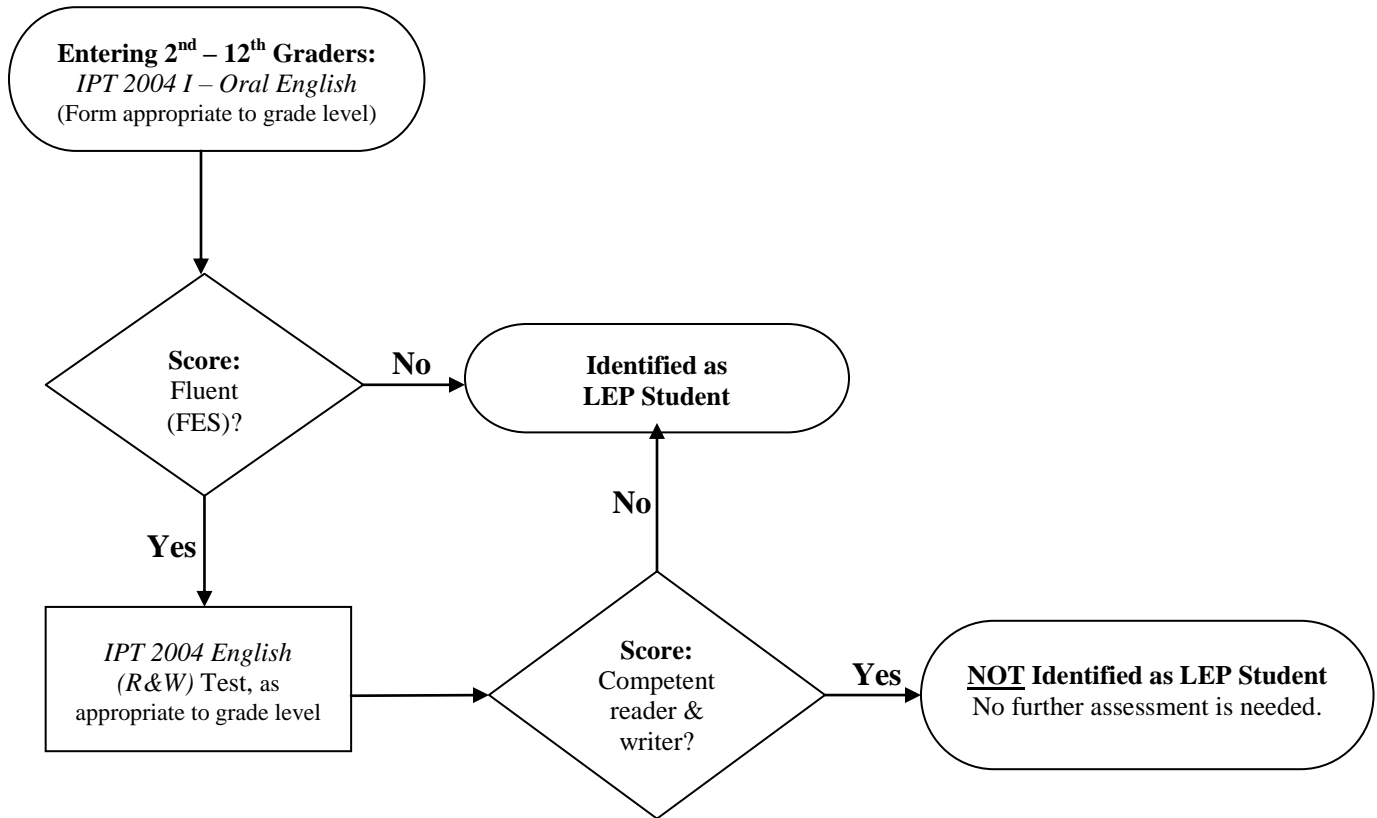 Entering 2nd – 12th Graders:
IPT 2004 I – Oral English
(Form appropriate to grade level)
Score:
Fluent
(FES)?
No
Identified as
LEP Student
Yes
No
IPT 2004 English
(R&W) Test, as
appropriate to grade level
Score:
Competent
reader &
writer?
Yes
NOT Identified as LEP Student
No further assessment is needed.